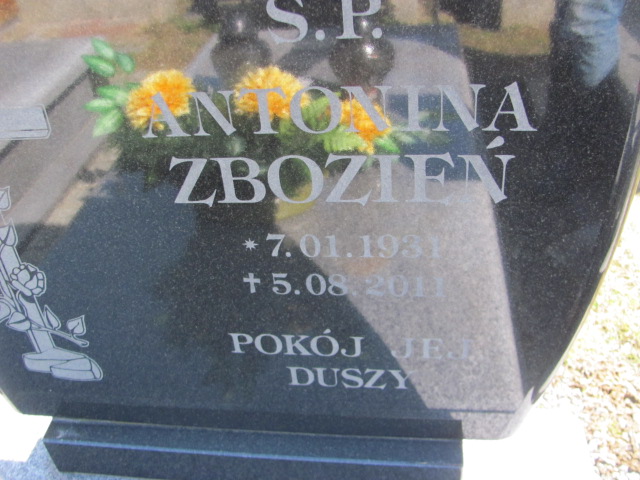 Ś.P.
ANTONINA
ZBOZIEŃ
* 7.01.1931
✝ 5.08.2011
POKÓJ JEJ
DUSZY